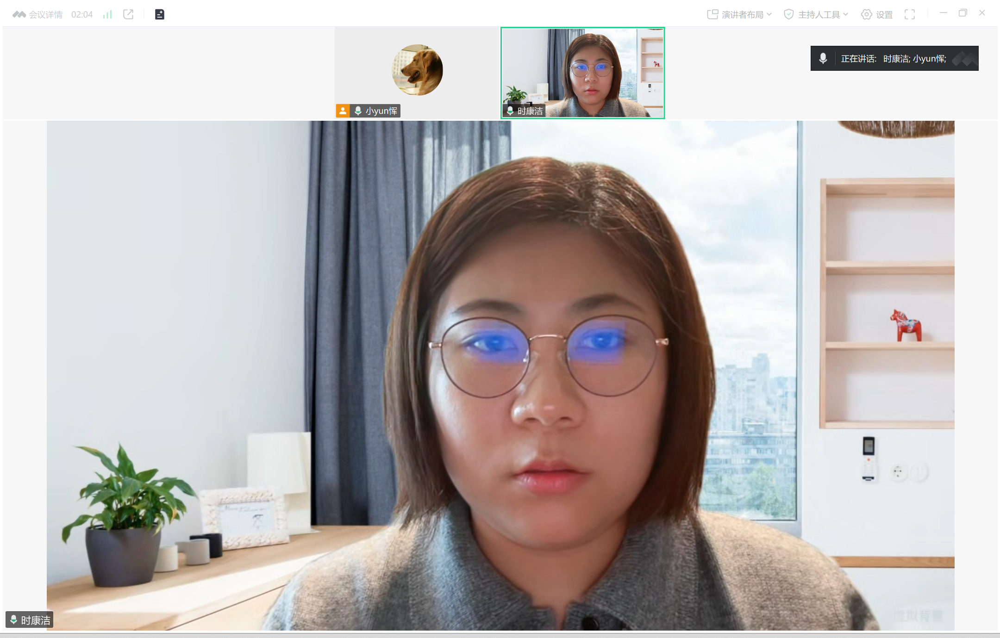 会议详情 02:04
演讲者布局 主持人工具 设置
正在讲话: 时康洁; 小yun恽;
小yun恽
时康洁
时康洁
虚拟背景